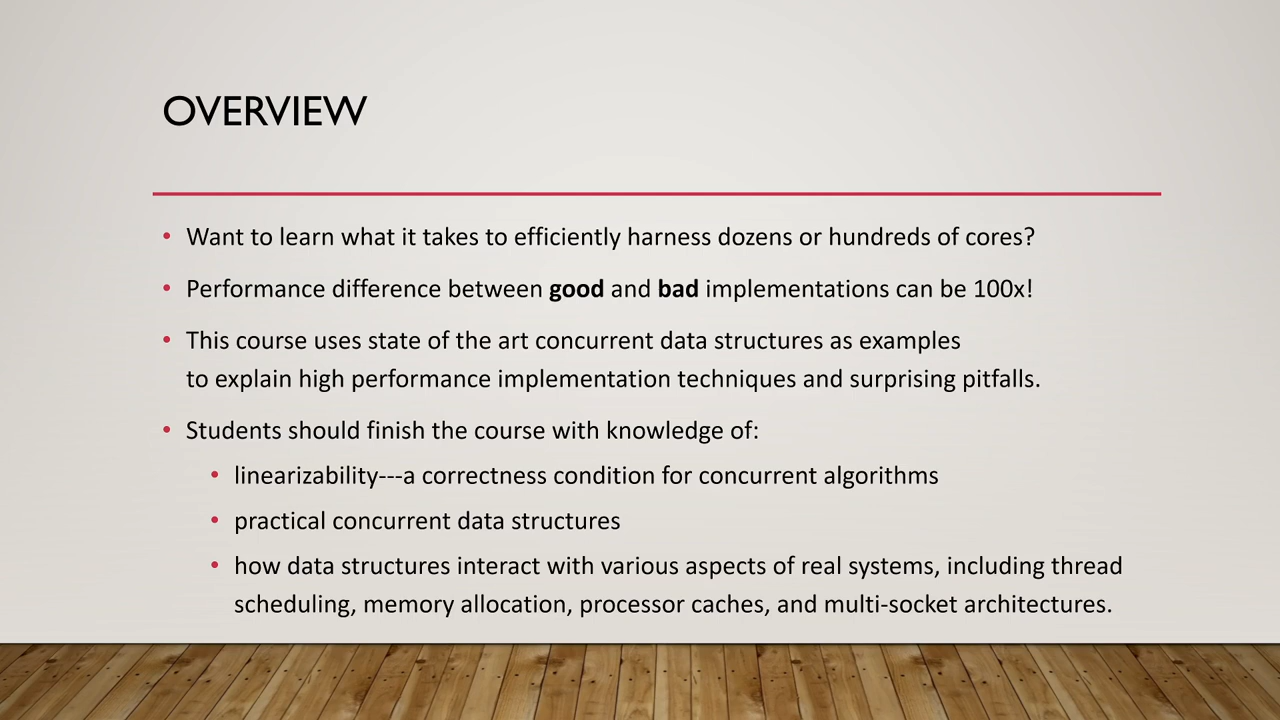 OVERVIEW
• Want to learn what it takes to efficiently harness dozens or hundreds of cores?
• Performance difference between good and bad implementations can be 100x!
• This course uses state of the art concurrent data structures as examples
to explain high performance implementation techniques and surprising pitfalls.
• Students should finish the course with knowledge of:
• linearizability---a correctness condition for concurrent algorithms
• practical concurrent data structures
• how data structures interact with various aspects of real systems, including thread
scheduling, memory allocation, processor caches, and multi-socket architectures.